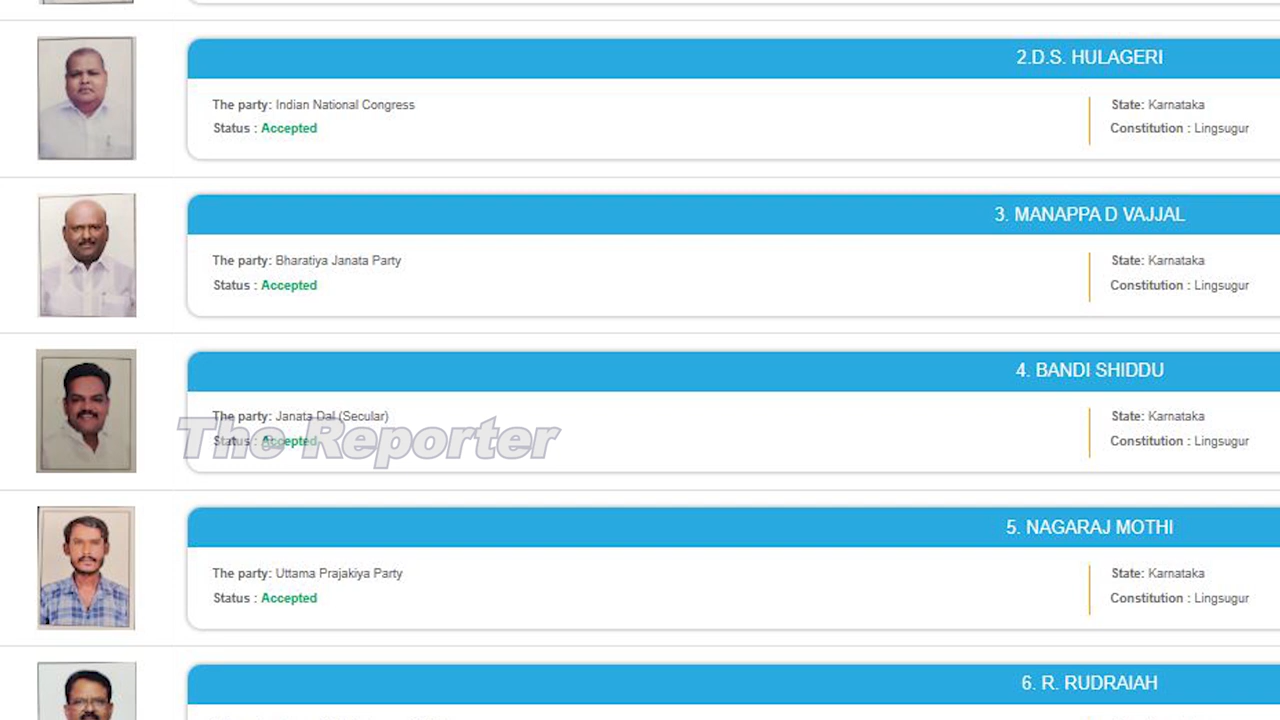 2.D.S. HULAGERI
The party: Indian National Congress
State: Karnataka
Status : Accepted
Constitution : Lingsugur
3. MANAPPA D VAJJAL
The party: Bharatiya Janata Party
State: Karnataka
Status : Accepted
Constitution : Lingsugur
4. BANDI SHIDDU
The party: Janata Dal (Secular)
State: Karnataka
Status : Accepted
Constitution : Lingsugur
The Reporter
5. NAGARAJ MOTHI
The party: Uttama Prajakiya Party
State: Karnataka
Status : Accepted
Constitution : Lingsugur
6. R. RUDRAIAH